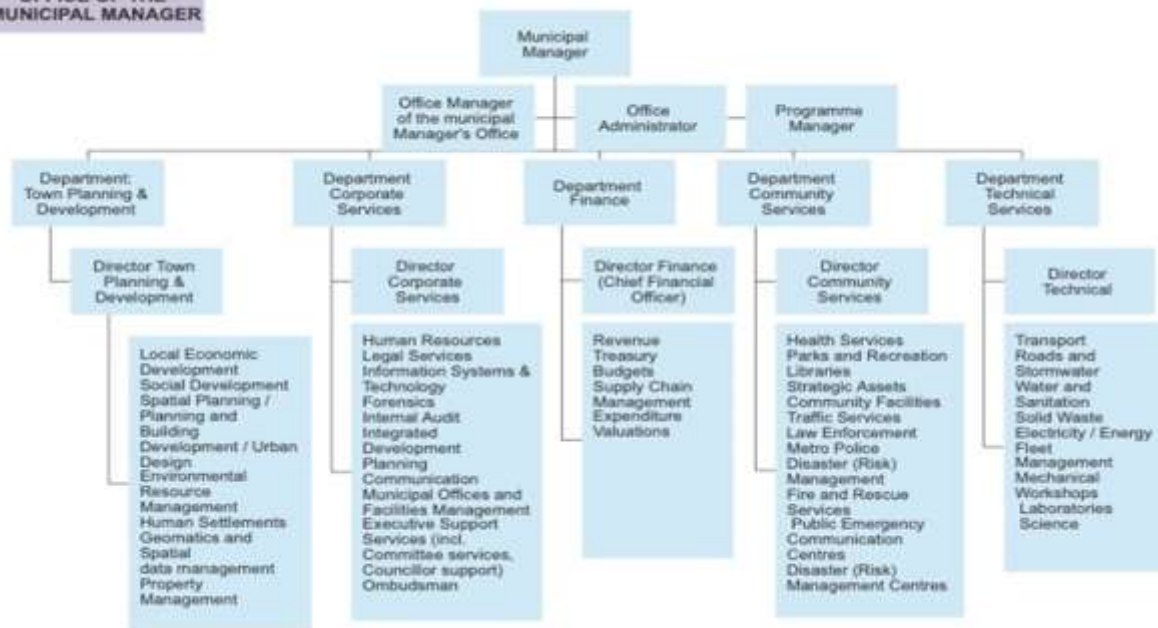 MUNICIPAL MANAGER
Municipal
Manager
Office Manager
of the municipal
Manager's Office
Office
Administrator
Programme
Manager
Department:
Town Planning &
Development
Department
Corporate
Services
Department
Finance
Department
Community
Services
Department
Technical
Services
Director Town
Planning &
Development
Director
Corporate
Services
Director Finance
(Chief Financial
Officer)
Director
Community
Services
Director
Technical
Local Economic
Development
Social Development
Spatial Planning /
Planning and
Building
Development / Urban
Design
Environmental
Resource
Management
Human Settlements
Geomatics and
Spatial
data management
Property
Management
Human Resources
Legal Services
Information Systems &
Technology
Forensics
Internal Audit
Integrated
Development
Planning
Communication
Municipal Offices and
Facilities Management
Executive Support
Services (incl.
Committee services,
Councillor support)
Ombudsman
Revenue
Treasury
Budgets
Supply Chain
Management
Expenditure
Valuations
Health Services
Parks and Recreation
Libraries
Strategic Assets
Community Facilities
Traffic Services
Law Enforcement
Metro Police
Disaster (Risk)
Management
Fire and Rescue
Services
Public Emergency
Communication
Centres
Disaster (Risk)
Management Centres
Transport
Roads and
Stormwater
Water and
Sanitation
Solid Waste
Electricity / Energy
Fleet
Management
Mechanical
Workshops
Laboratories
Science